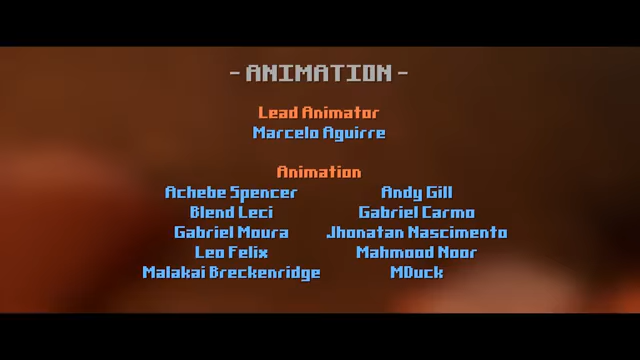 - ANIMATION -
Lead Animator
Marcelo Aguirre
Animation
Achebe Spencer Andy Gill
Blend Leci Gabriel Carmo
Gabriel Moura Jhonatan Nascimento
Leo Felix Mahmood Noor
Malakai Breckenridge MDuck